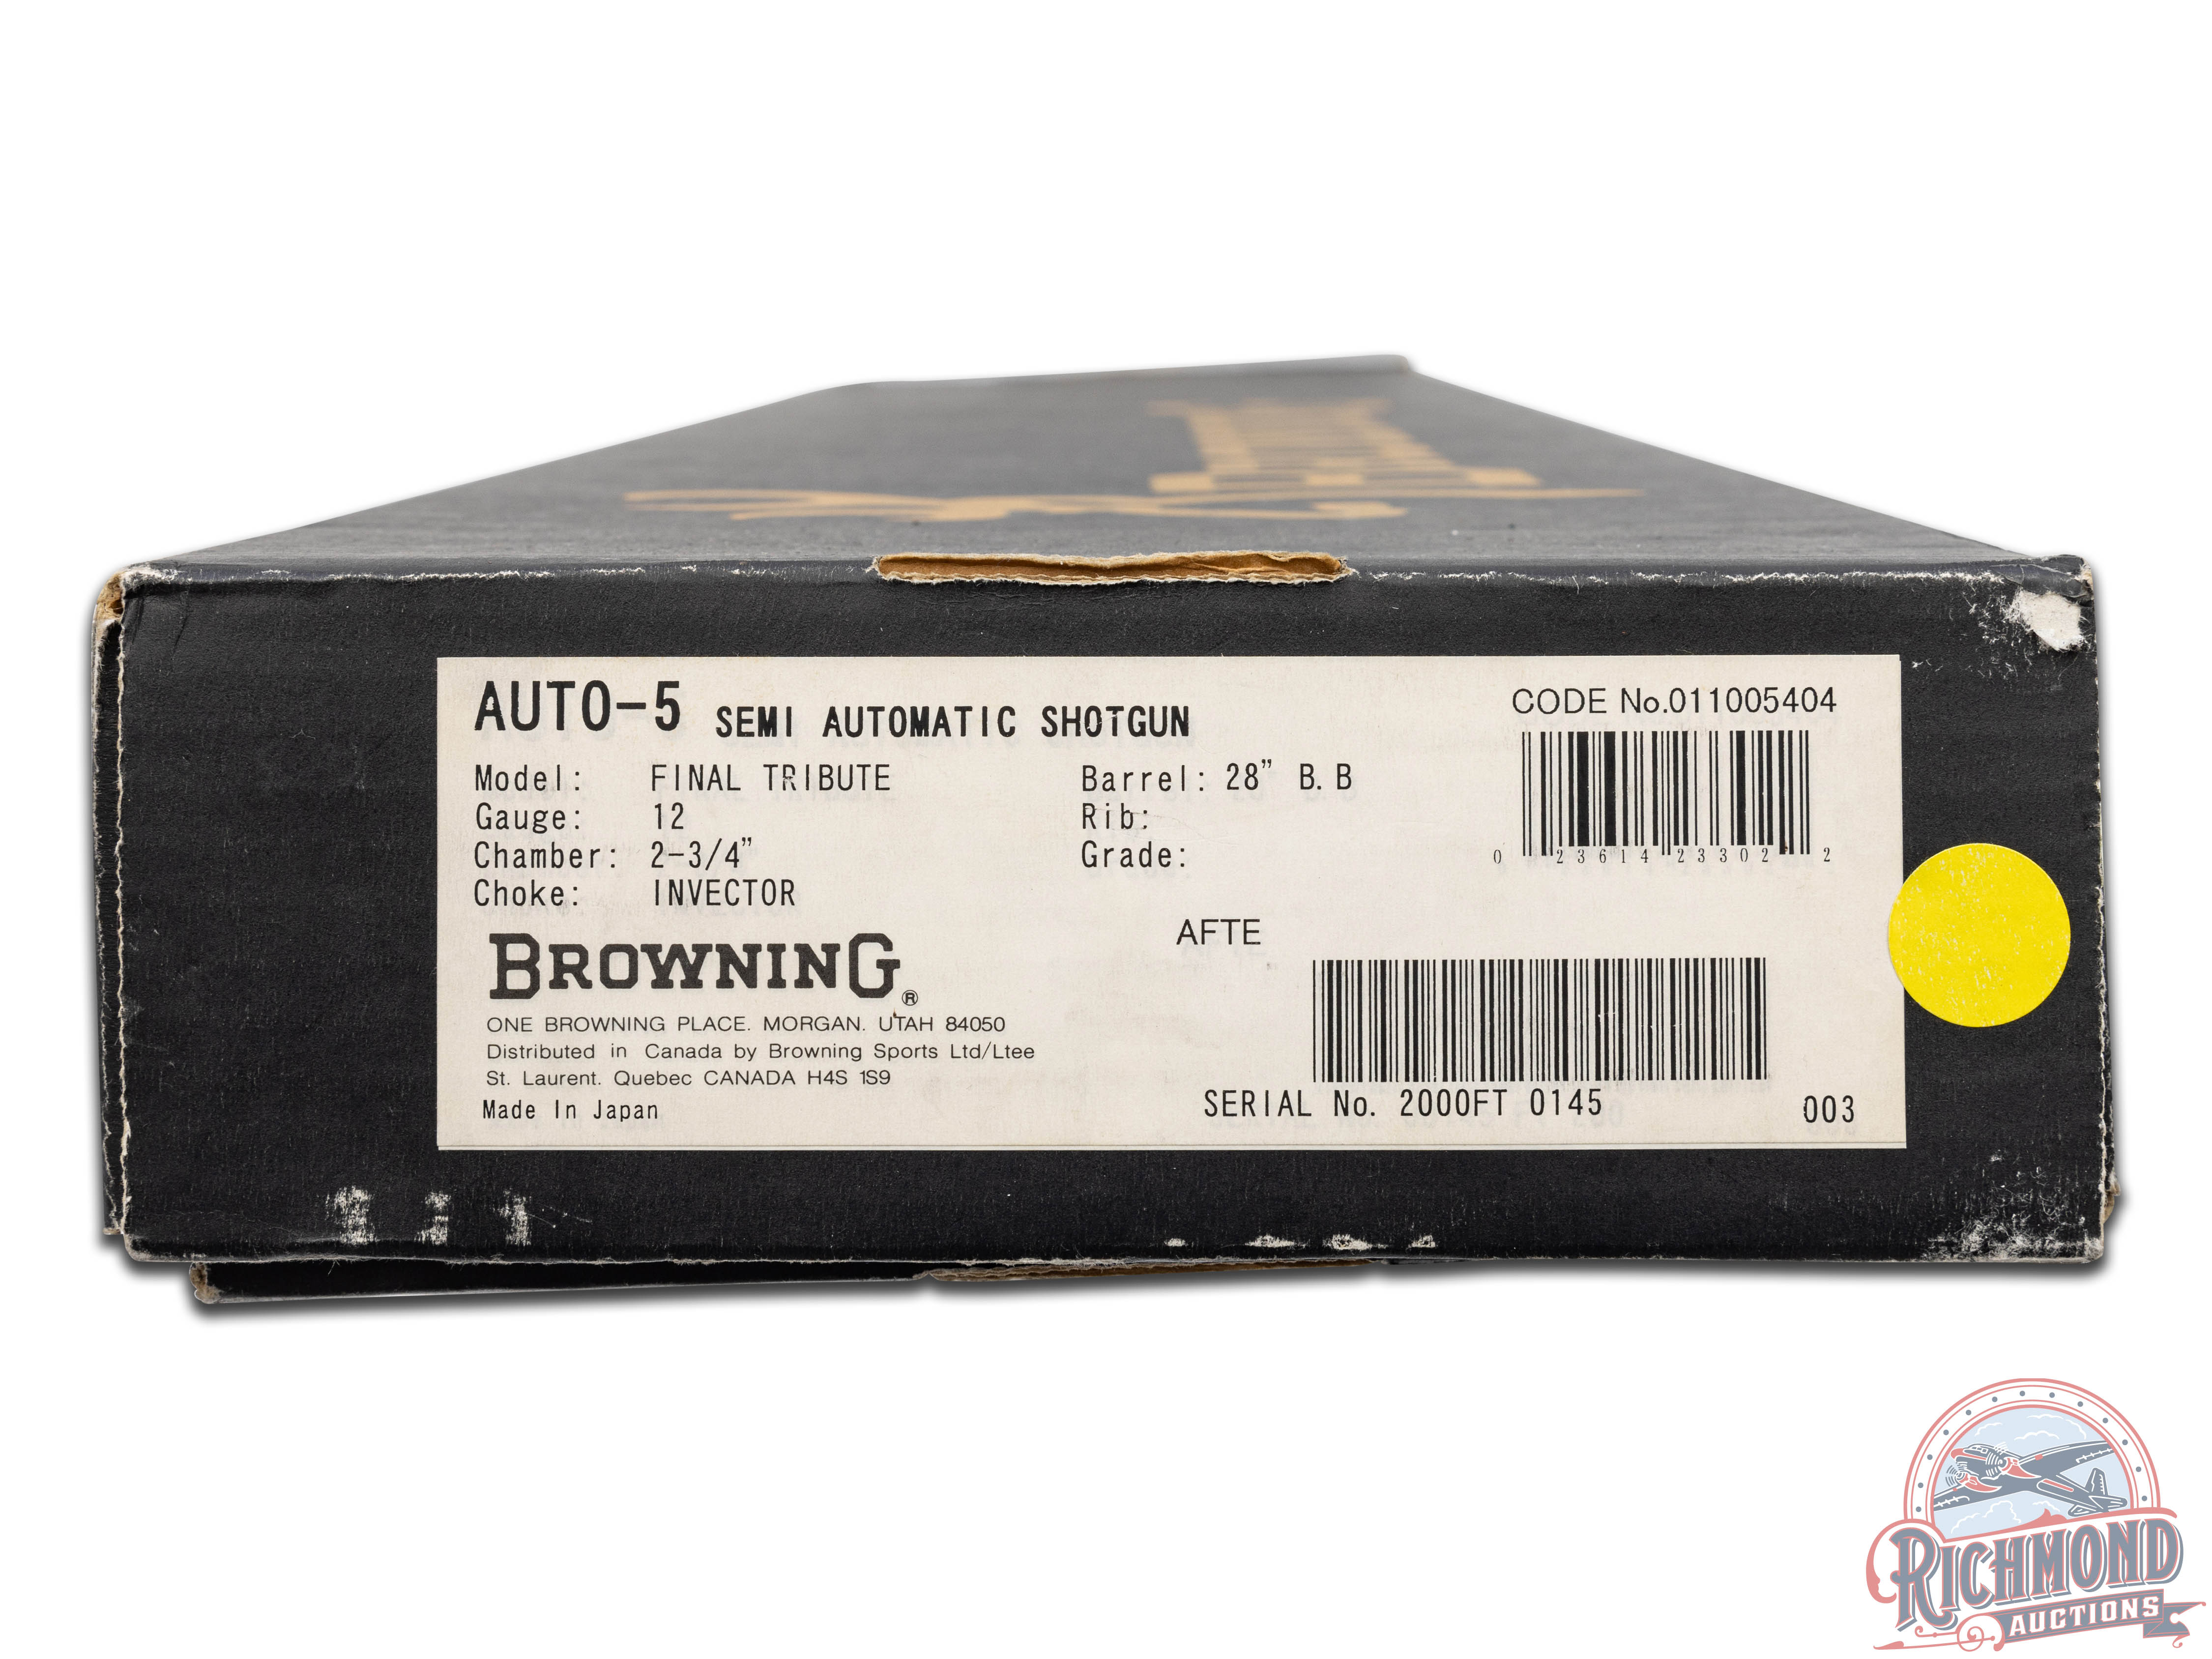 AUTO-5 SEMI AUTOMATIC SHOTGUN
CODE No.011005404
Model: FINAL TRIBUTE
Barrel: 28” B.B
Gauge: 12
Rib:
Chamber: 2-3/4”
Grade:
Choke: INVECTOR
0 23614 23302 2
AFTE
BROWNING®
ONE BROWNING PLACE. MORGAN. UTAH 84050
Distributed in Canada by Browning Sports Ltd/Ltee
St. Laurent. Quebec CANADA H4S 1S9
Made In Japan
SERIAL No. 2000FT 0145
003
RICHMOND
AUCTIONS